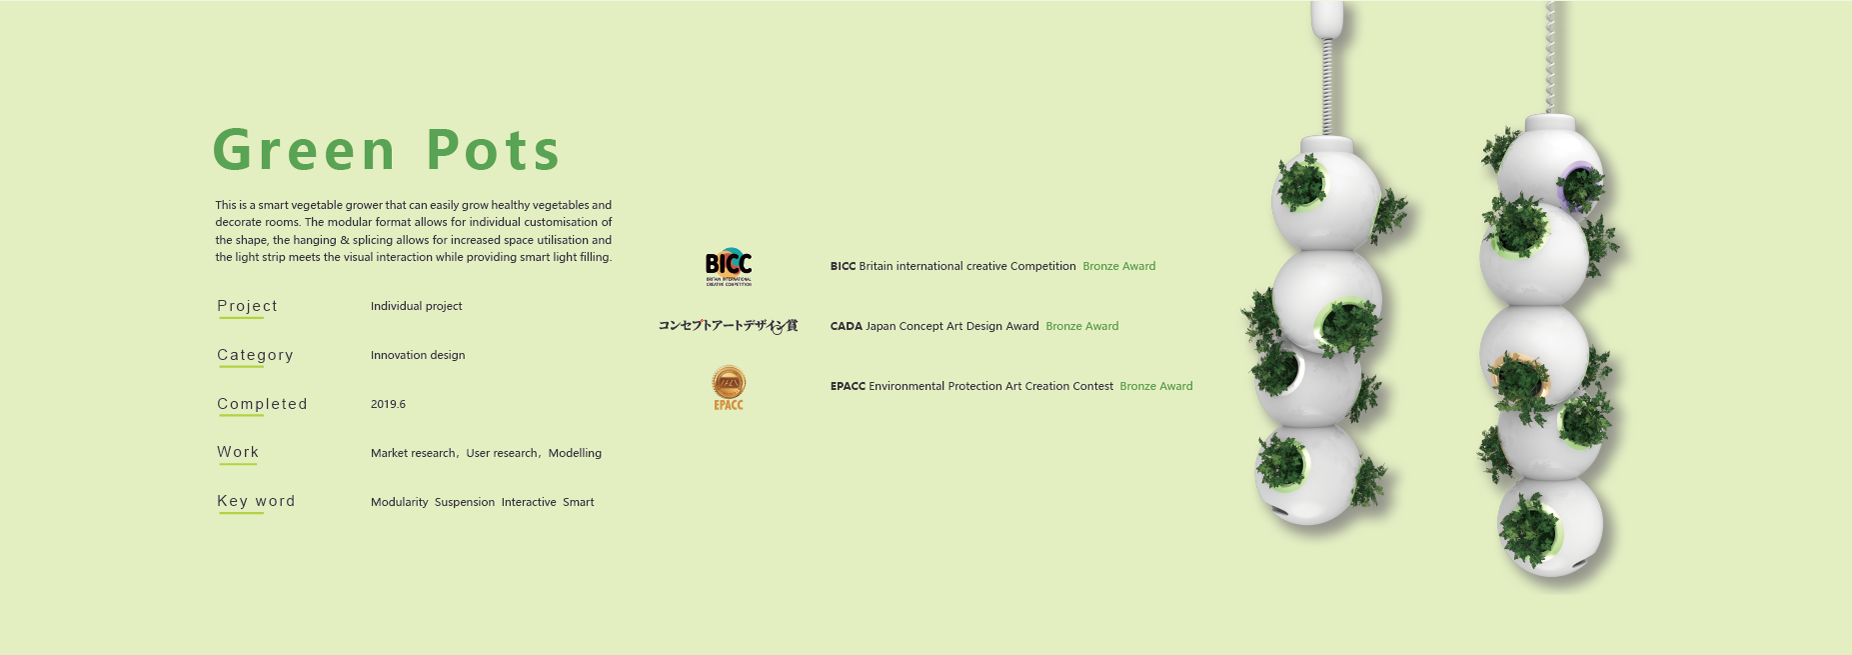 Green Pots
This is a smart vegetable grower that can easily grow healthy vegetables and
decorate rooms. The modular format allows for individual customisation of
the shape, the hanging & splicing allows for increased space utilisation and
the light strip meets the visual interaction while providing smart light filling.
Project Individual project
Category Innovation design
Completed 2019.6
Work Market research, User research, Modelling
Key word Modularity Suspension Interactive Smart
BICC
BRITAIN INTERNATIONAL
CREATIVE COMPETITION
BICC Britain international creative Competition Bronze Award
コンセプトアートデザイン賞
CADA Japan Concept Art Design Award Bronze Award
EPACC
EPACC Environmental Protection Art Creation Contest Bronze Award